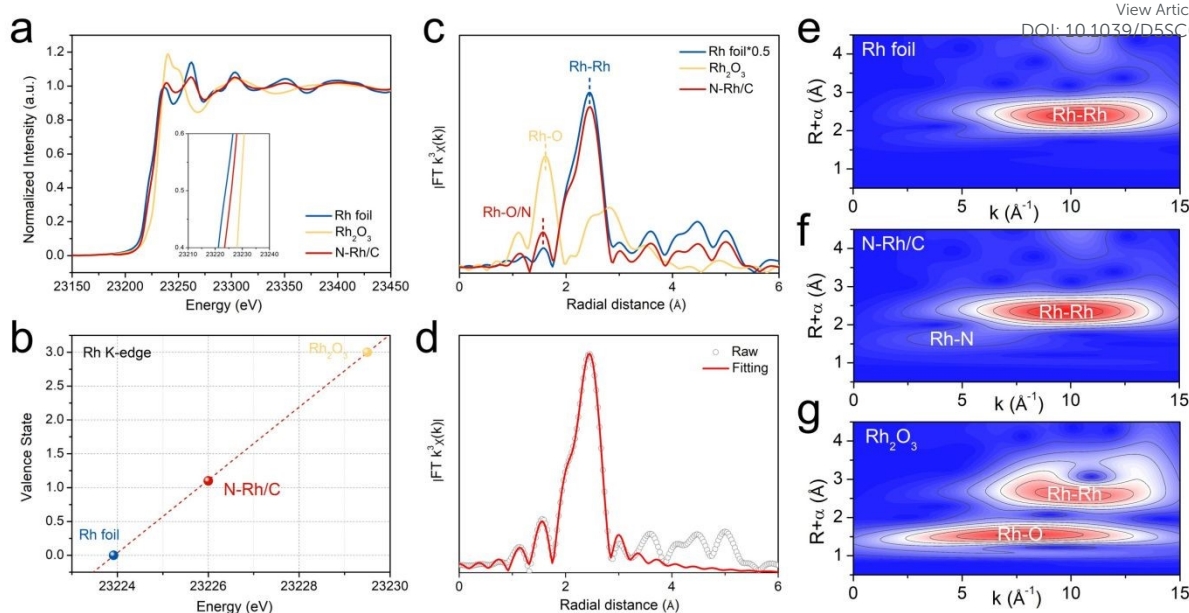 View Artic
DOI: 10.1039/D5SC
a
Normalized Intensity (a.u.)
1.2
1.0
0.8
0.6
0.4
0.2
0.0
0.6
0.5
0.4
23210 23220 23230 23240
Rh foil
Rh₂O₃
N-Rh/C
23150 23200 23250 23300 23350 23400 23450
Energy (eV)
b
Rh K-edge
Valence State
3.0
2.5
2.0
1.5
1.0
0.5
0.0
Rh₂O₃
N-Rh/C
Rh foil
23224 23226 23228 23230
Energy (eV)
c
|FT k³χ(k)|
Rh foil*0.5
Rh₂O₃
N-Rh/C
Rh-Rh
Rh-O
Rh-O/N
0 2 4 6
Radial distance (Å)
d
|FT k³χ(k)|
Raw
Fitting
0 2 4 6
Radial distance (Å)
e
Rh foil
R+α (Å)
4
3
2
1
Rh-Rh
0 5 10 15
k (Å⁻¹)
f
N-Rh/C
R+α (Å)
4
3
2
1
Rh-Rh
Rh-N
0 5 10 15
k (Å⁻¹)
g
Rh₂O₃
R+α (Å)
4
3
2
1
Rh-Rh
Rh-O
0 5 10 15
k (Å⁻¹)